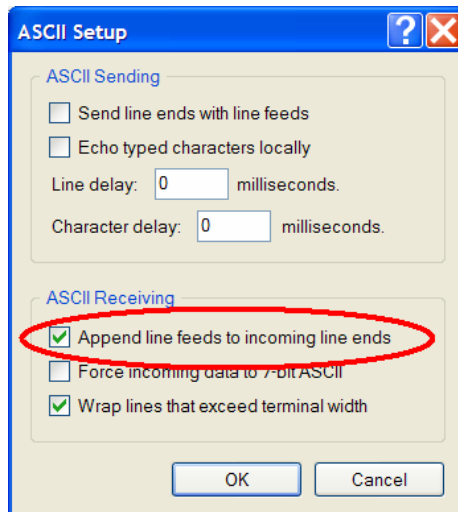 ASCII Setup
ASCII Sending
Send line ends with line feeds
Echo typed characters locally
Line delay: 0 milliseconds.
Character delay: 0 milliseconds.
ASCII Receiving
Append line feeds to incoming line ends
Force incoming data to 7-bit ASCII
Wrap lines that exceed terminal width
OK Cancel